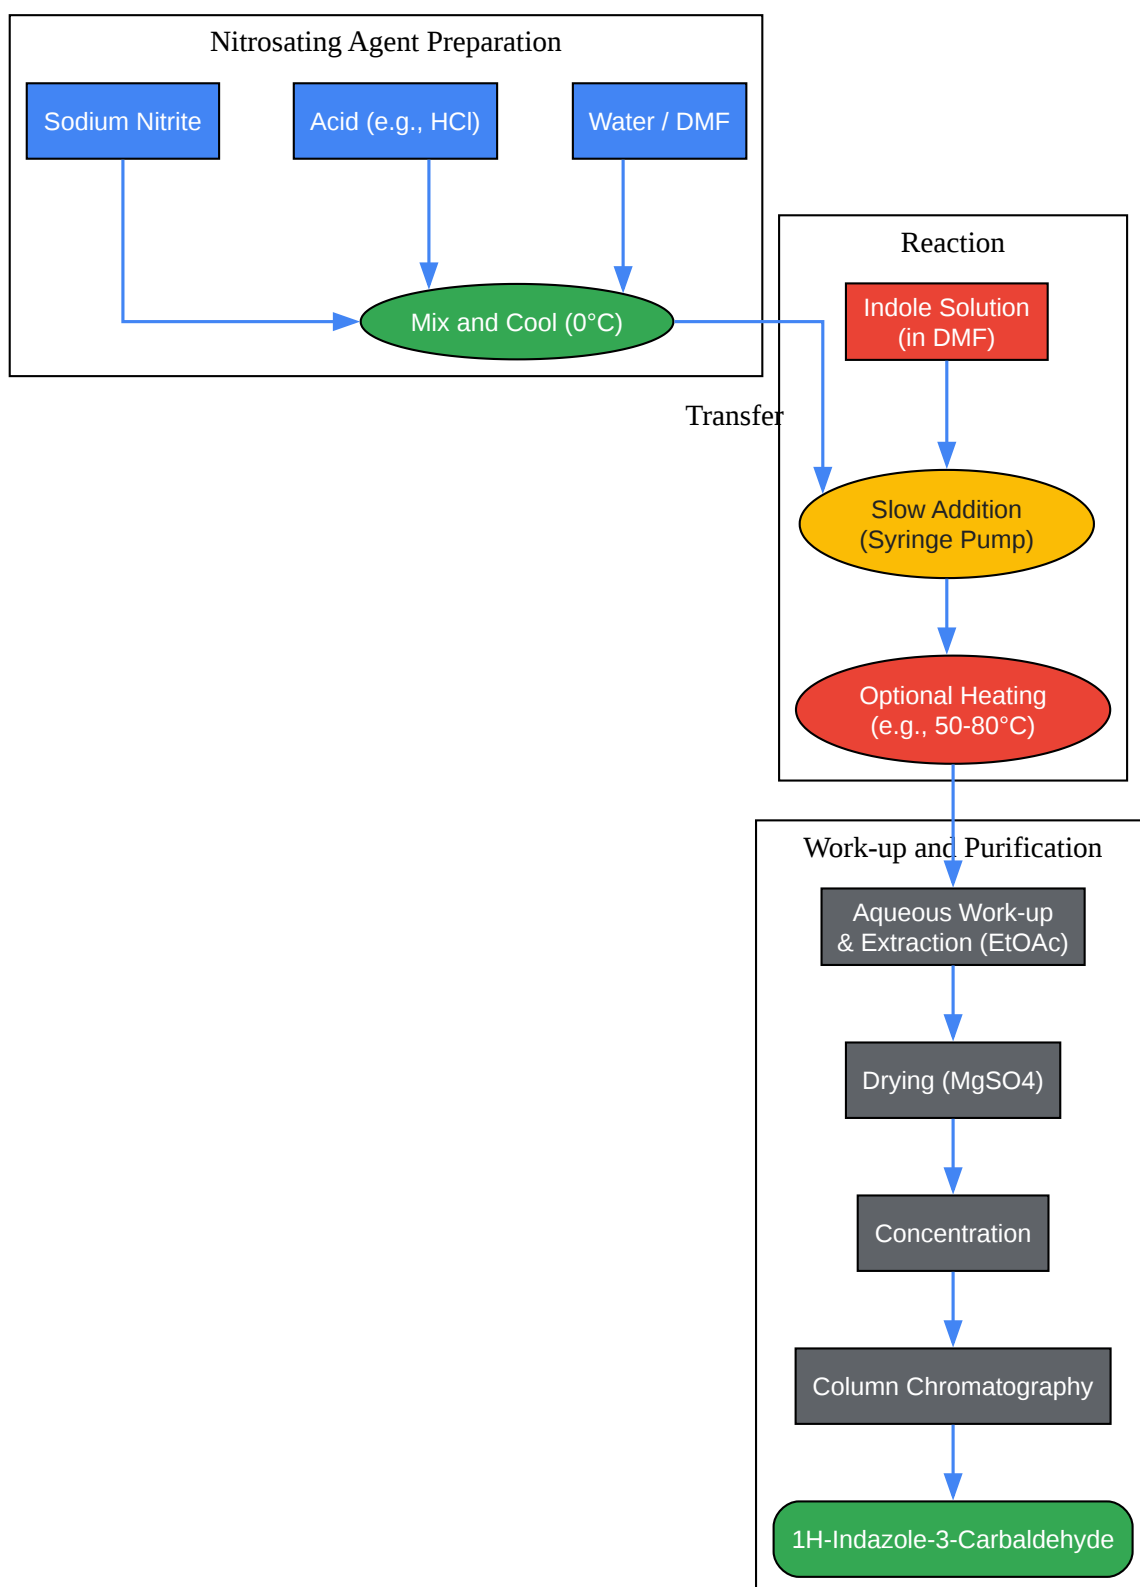 Nitrosating Agent Preparation
Sodium Nitrite
Acid (e.g., HCl)
Water / DMF
Mix and Cool (0°C)
Transfer
Reaction
Indole Solution
(in DMF)
Slow Addition
(Syringe Pump)
Optional Heating
(e.g., 50-80°C)
Work-up and Purification
Aqueous Work-up
& Extraction (EtOAc)
Drying (MgSO4)
Concentration
Column Chromatography
1H-Indazole-3-Carbaldehyde